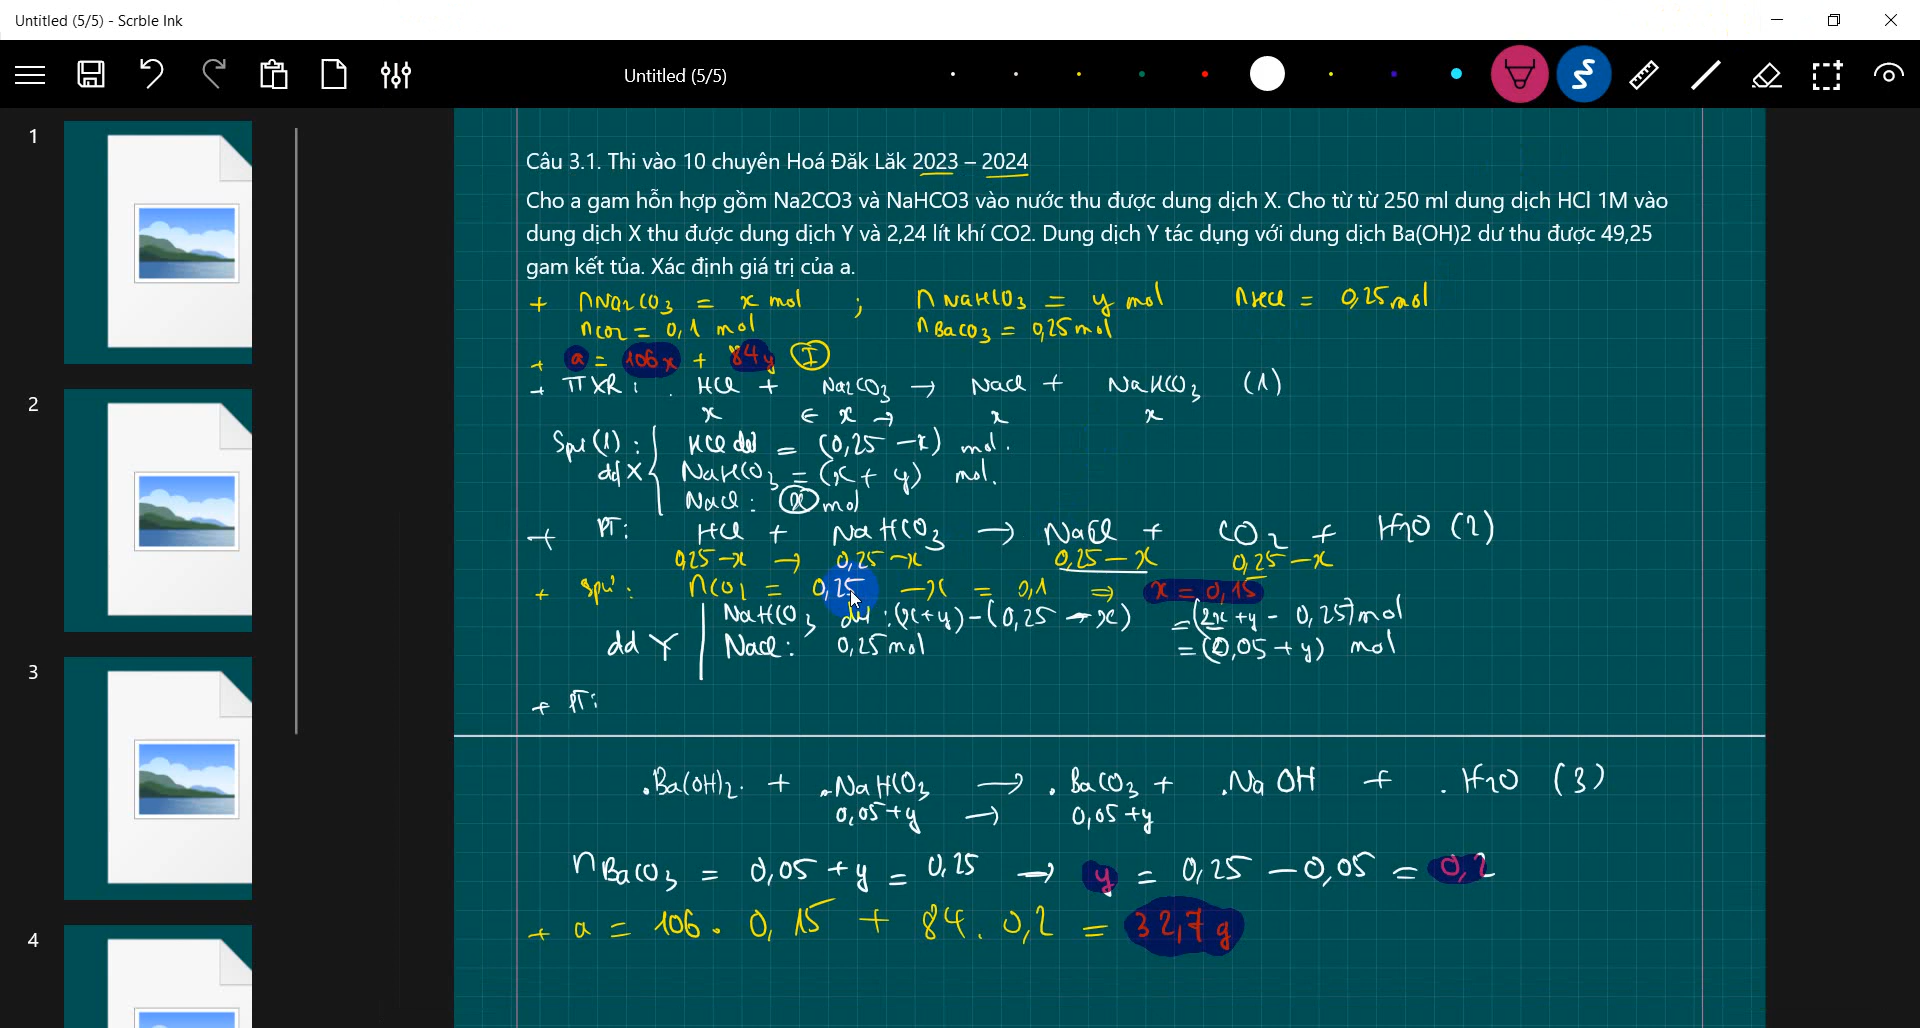 Untitled (5/5) - Scrble Ink
Untitled (5/5)
1
2
3
4
Câu 3.1. Thi vào 10 chuyên Hoá Đăk Lăk 2023 – 2024
Cho a gam hỗn hợp gồm Na2CO3 và NaHCO3 vào nước thu được dung dịch X. Cho từ từ 250 ml dung dịch HCl 1M vào
dung dịch X thu được dung dịch Y và 2,24 lít khí CO2. Dung dịch Y tác dụng với dung dịch Ba(OH)2 dư thu được 49,25
gam kết tủa. Xác định giá trị của a.
+ nNa2CO3 = x mol ; nNaHCO3 = y mol nHCl = 0,25 mol
nCO2 = 0,1 mol nBaCO3 = 0,25 mol
+ a = 106x + 84y (I)
+ PTXR: HCl + Na2CO3 → NaCl + NaHCO3 (1)
x ← x → x x
Spư (1): HCl dư = (0,25 - x) mol.
dd X NaHCO3 = (x + y) mol.
NaCl: x mol
+ PT: HCl + NaHCO3 → NaCl + CO2 + H2O (2)
0,25-x → 0,25-x 0,25-x 0,25-x
+ Spư: nCO2 = 0,25 - x = 0,1 ⇒ x = 0,15
NaHCO3 dư: (x+y) - (0,25 - x) = (2x + y - 0,25) mol
dd Y NaCl: 0,25 mol = (0,05 + y) mol
+ PT:
Ba(OH)2 + NaHCO3 → BaCO3 + NaOH + H2O (3)
0,05+y → 0,05+y
nBaCO3 = 0,05 + y = 0,25 → y = 0,25 - 0,05 = 0,2
+ a = 106. 0,15 + 84. 0,2 = 32,7 g